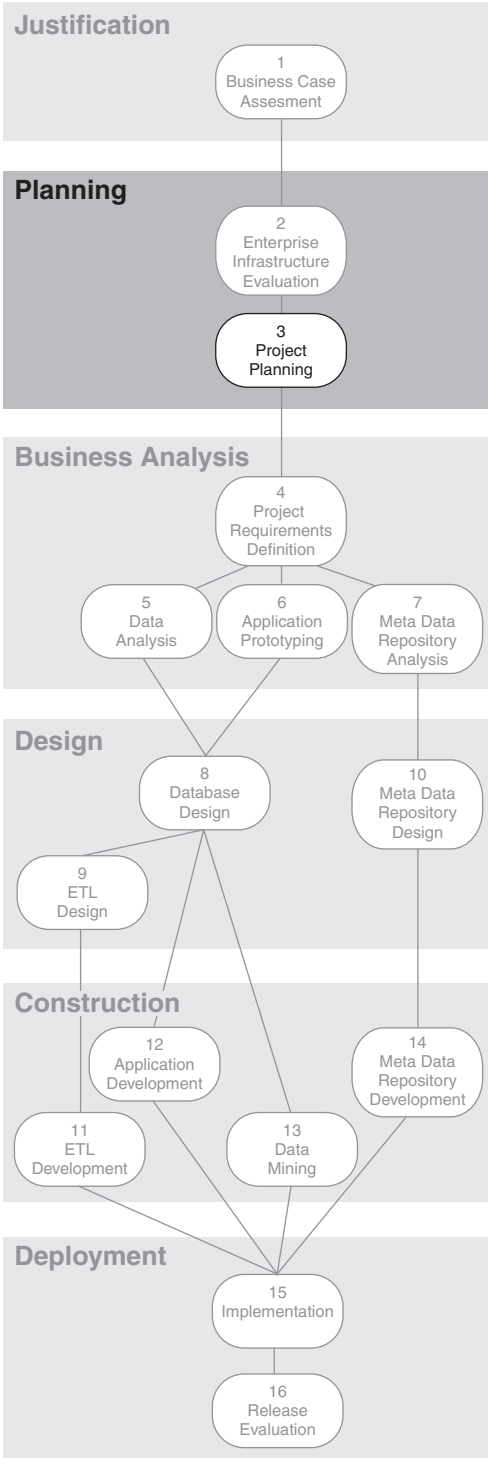 Justification
1
Business Case
Assesment
Planning
2
Enterprise
Infrastructure
Evaluation
3
Project
Planning
Business Analysis
4
Project
Requirements
Definition
5
Data
Analysis
6
Application
Prototyping
7
Meta Data
Repository
Analysis
Design
8
Database
Design
10
Meta Data
Repository
Design
9
ETL
Design
Construction
12
Application
Development
14
Meta Data
Repository
Development
11
ETL
Development
13
Data
Mining
Deployment
15
Implementation
16
Release
Evaluation